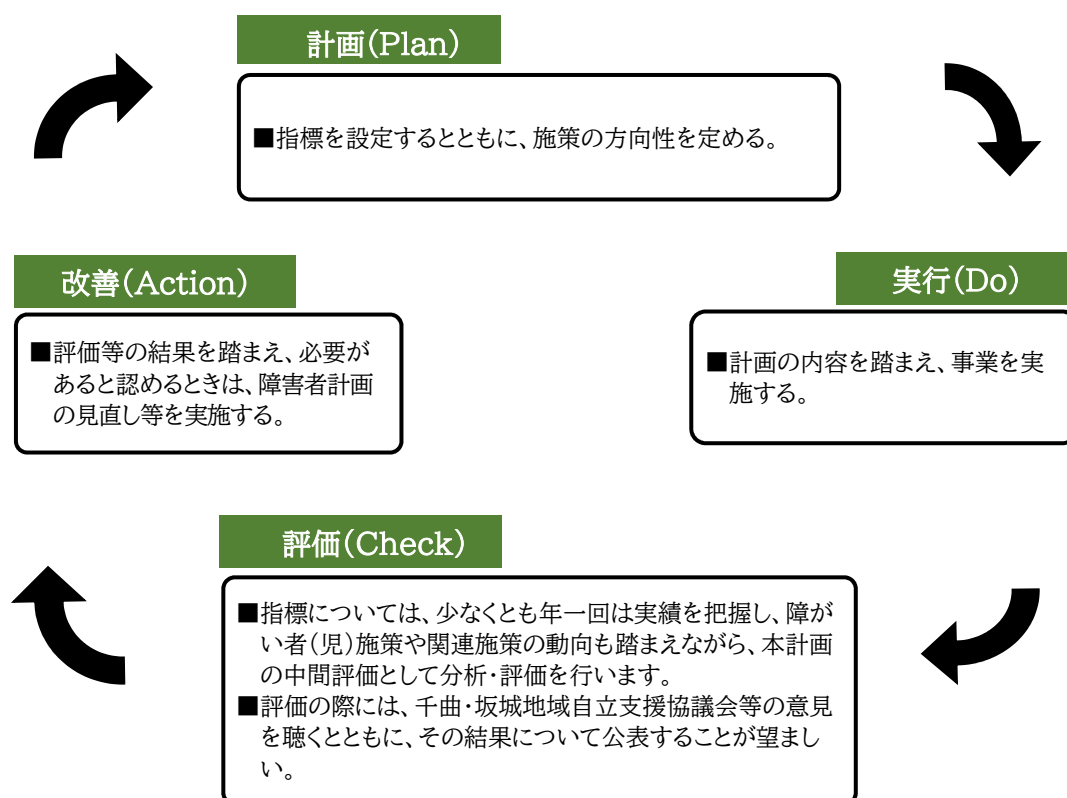 計画(Plan)
■指標を設定するとともに、施策の方向性を定める。
改善(Action)
■評価等の結果を踏まえ、必要が
あると認めるときは、障害者計画
の見直し等を実施する。
実行(Do)
■計画の内容を踏まえ、事業を実
施する。
評価(Check)
■指標については、少なくとも年一回は実績を把握し、障が
い者(児)施策や関連施策の動向も踏まえながら、本計画
の中間評価として分析・評価を行います。
■評価の際には、千曲・坂城地域自立支援協議会等の意見
を聴くとともに、その結果について公表することが望まし
い。